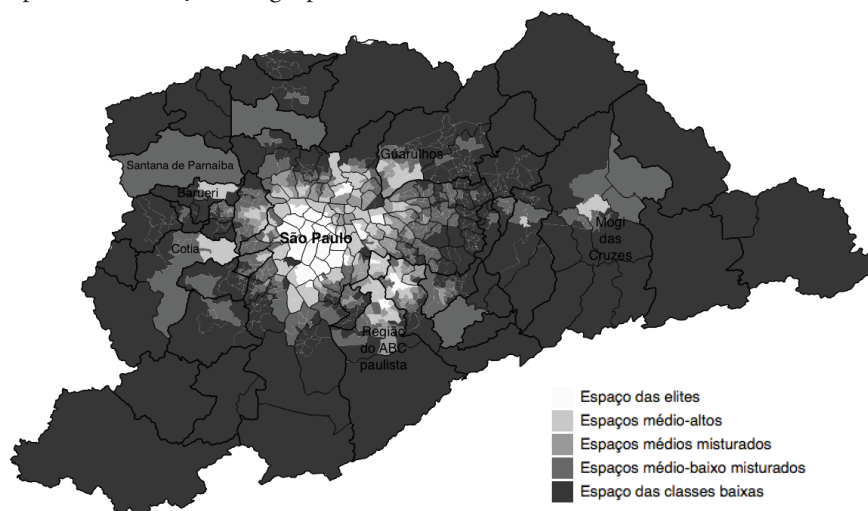 Santana de Parnaíba
Guarulhos
Barueri
São Paulo
Cotia
Mogi
das
Cruzes
Região
do ABC
paulista
Espaço das elites
Espaços médio-altos
Espaços médios misturados
Espaços médio-baixo misturados
Espaço das classes baixas